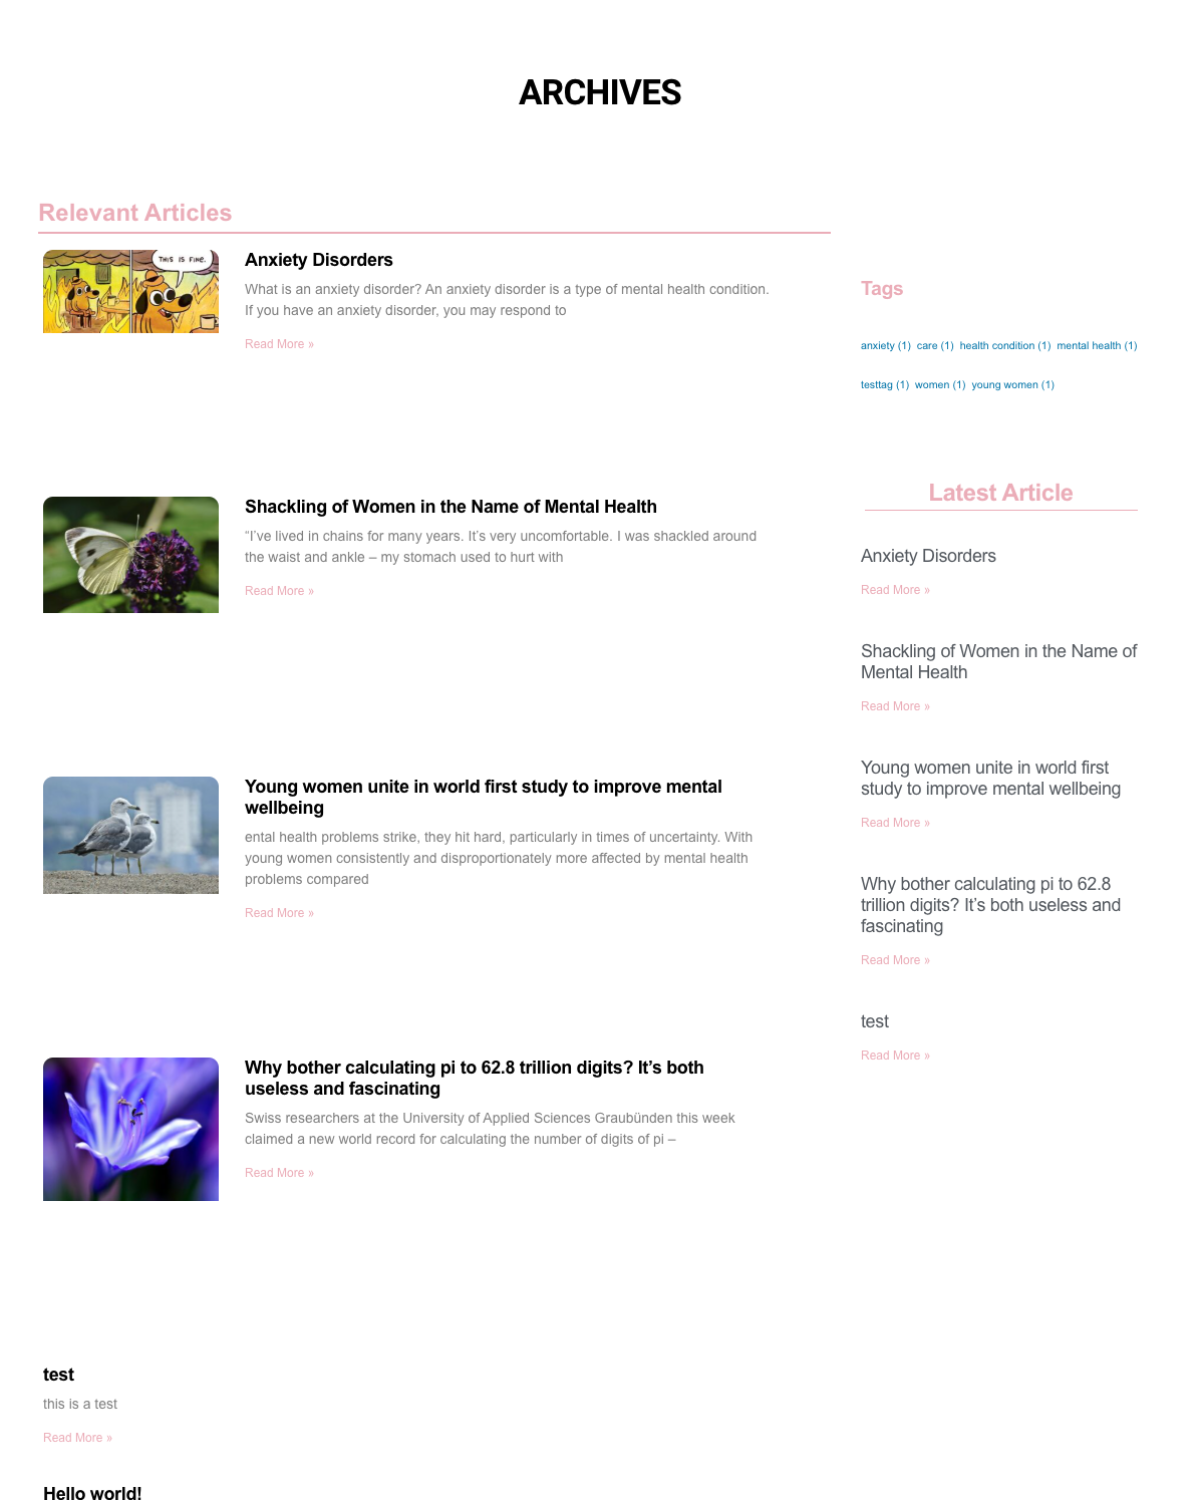 ARCHIVES
Relevant Articles
THIS IS FINE.
Anxiety Disorders
What is an anxiety disorder? An anxiety disorder is a type of mental health condition.
If you have an anxiety disorder, you may respond to
Read More »
Shackling of Women in the Name of Mental Health
“I’ve lived in chains for many years. It’s very uncomfortable. I was shackled around
the waist and ankle – my stomach used to hurt with
Read More »
Young women unite in world first study to improve mental
wellbeing
ental health problems strike, they hit hard, particularly in times of uncertainty. With
young women consistently and disproportionately more affected by mental health
problems compared
Read More »
Why bother calculating pi to 62.8 trillion digits? It’s both
useless and fascinating
Swiss researchers at the University of Applied Sciences Graubünden this week
claimed a new world record for calculating the number of digits of pi –
Read More »
test
this is a test
Read More »
Hello world!
Tags
anxiety (1) care (1) health condition (1) mental health (1)
testtag (1) women (1) young women (1)
Latest Article
Anxiety Disorders
Read More »
Shackling of Women in the Name of
Mental Health
Read More »
Young women unite in world first
study to improve mental wellbeing
Read More »
Why bother calculating pi to 62.8
trillion digits? It’s both useless and
fascinating
Read More »
test
Read More »